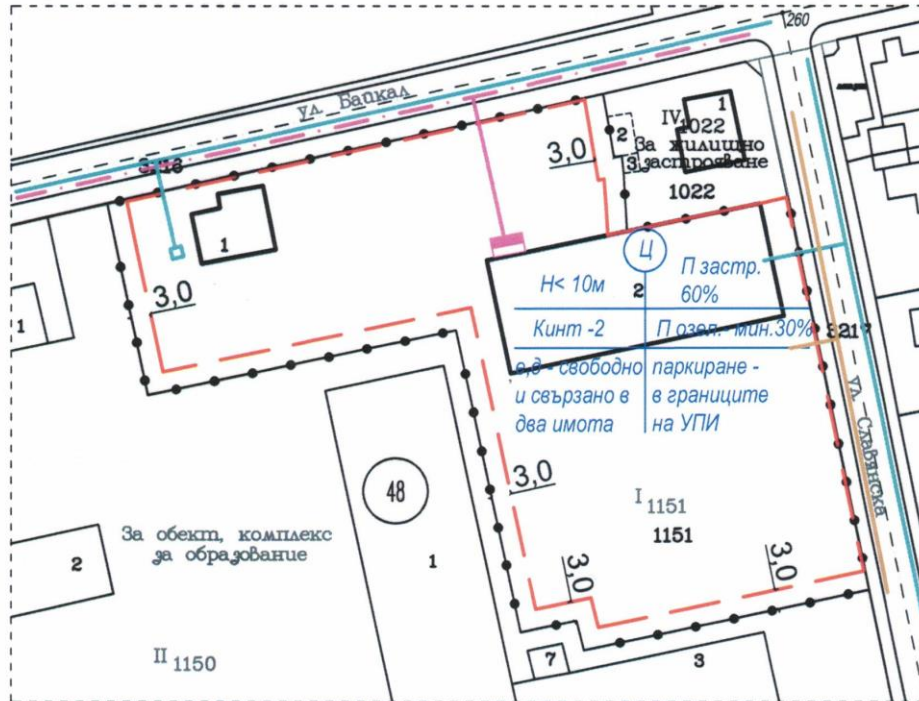 260
ул. Байкал
3216
1
IV 1022
2
За жилищно
3 застрояване
1022
3,0
1
3,0
1
Ц
H< 10м
2
П застр.
60%
Кинт -2
П озел.- мин.30%
3217
е,д - свободно
и свързано в
два имота
паркиране -
в границите
на УПИ
ул. Славянска
3,0
48
I 1151
1151
За обект, комплекс
за образование
2
1
3,0
3,0
II 1150
7
3